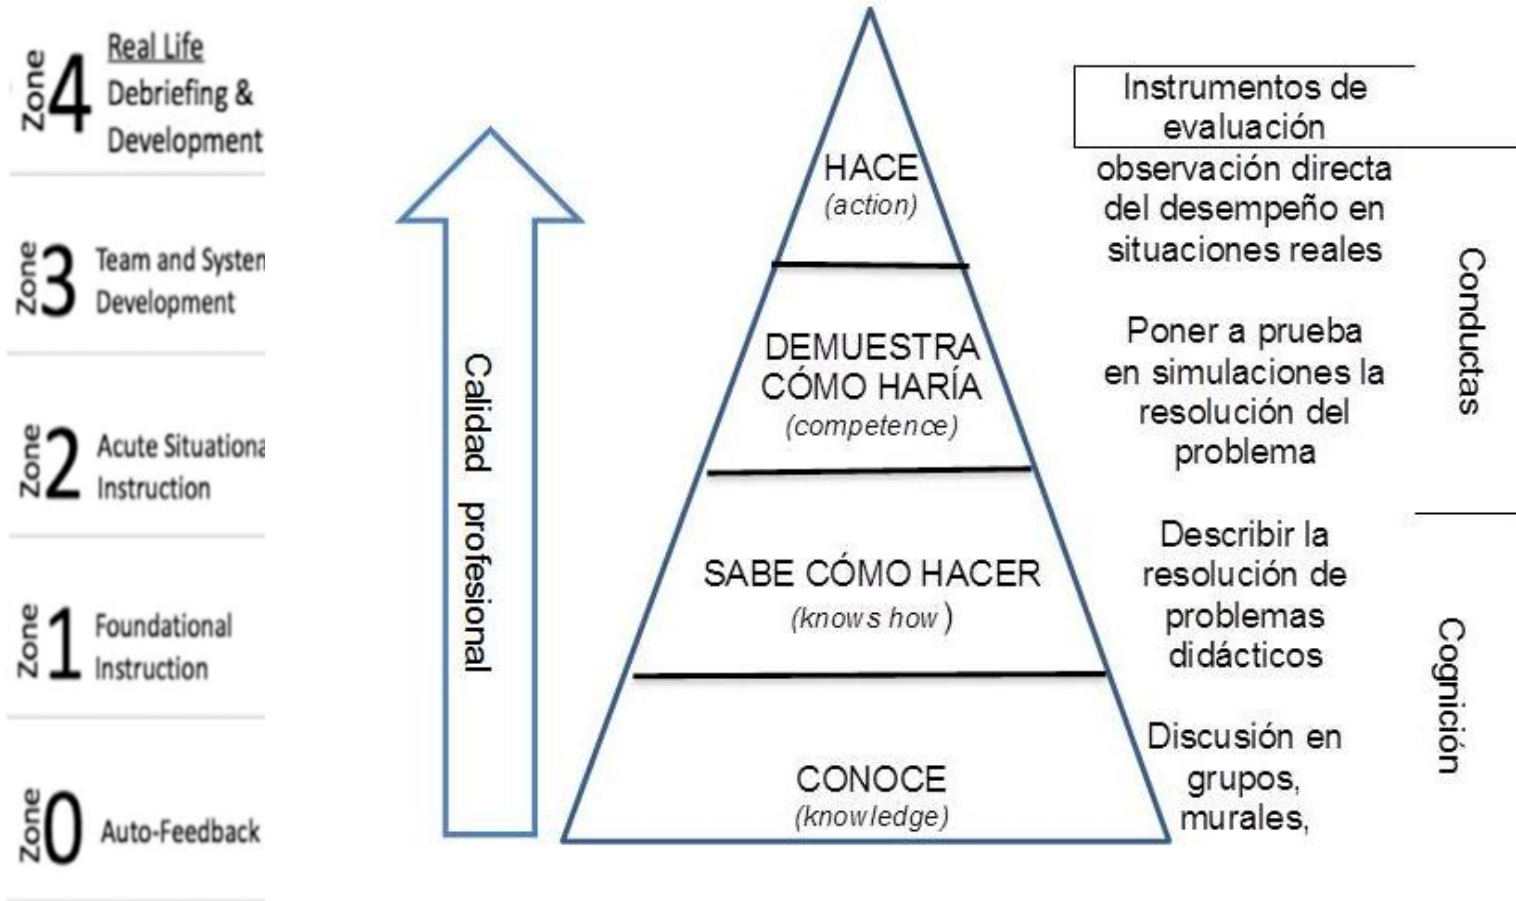 Zone 4
Real Life
Debriefing &
Development
Zone 3
Team and System
Development
Zone 2
Acute Situationa
Instruction
Zone 1
Foundational
Instruction
Zone 0
Auto-Feedback
Calidad profesional
HACE
(action)
DEMUESTRA
CÓMO HARÍA
(competence)
SABE CÓMO HACER
(knows how)
CONOCE
(knowledge)
Instrumentos de
evaluación
observación directa
del desempeño en
situaciones reales
Poner a prueba
en simulaciones la
resolución del
problema
Describir la
resolución de
problemas
didácticos
Discusión en
grupos,
murales,
Conductas
Cognición